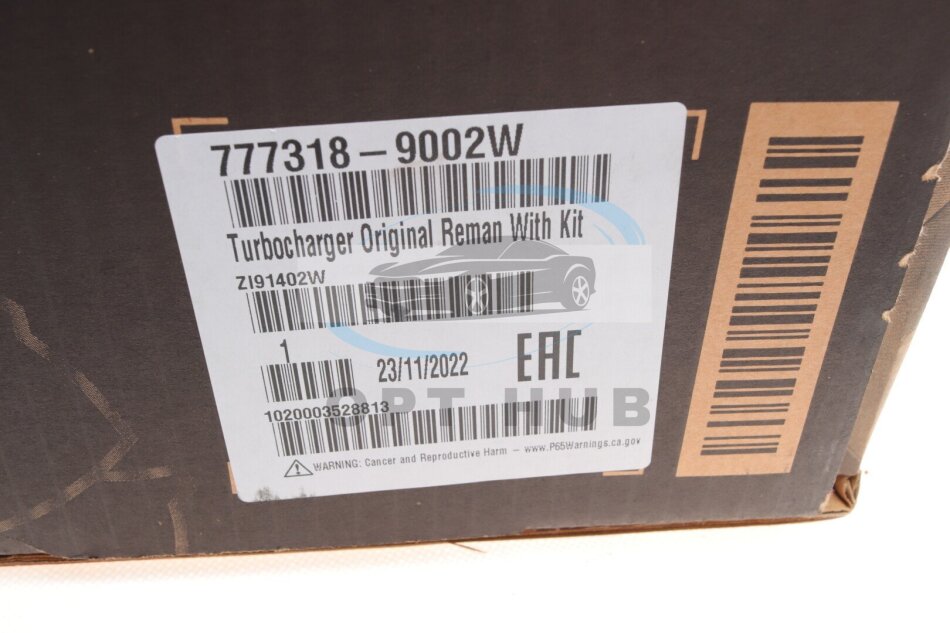 777318-9002W
Turbocharger Original Reman With Kit
ZI91402W
1
23/11/2022
EAC
OPT HUB
1020003528813
WARNING: Cancer and Reproductive Harm - www.P65Warnings.ca.gov